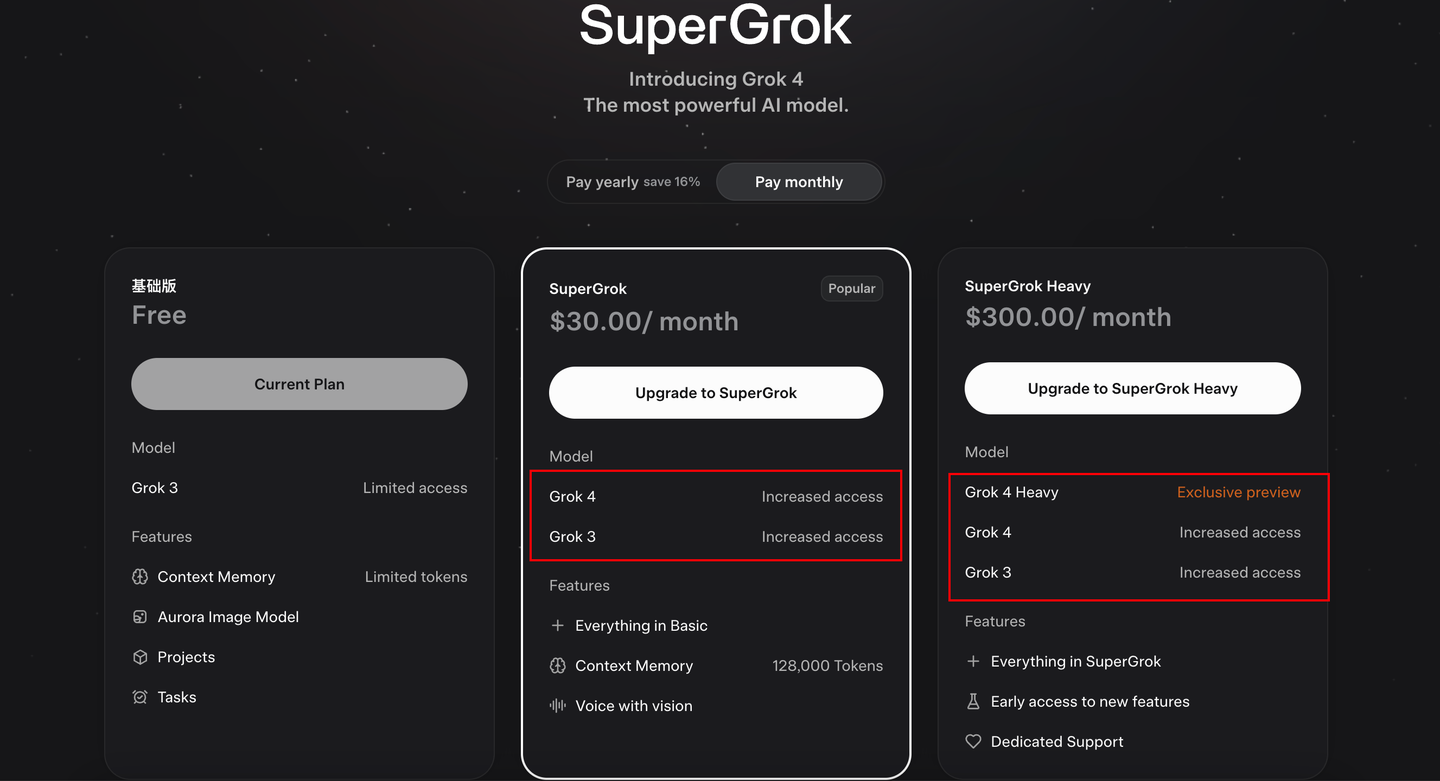 SuperGrok
Introducing Grok 4
The most powerful AI model.
Pay yearly save 16%
Pay monthly
基础版
Free
Current Plan
Model
Grok 3 Limited access
Features
Context Memory Limited tokens
Aurora Image Model
Projects
Tasks
SuperGrok Popular
$30.00/ month
Upgrade to SuperGrok
Model
Grok 4 Increased access
Grok 3 Increased access
Features
Everything in Basic
Context Memory 128,000 Tokens
Voice with vision
SuperGrok Heavy
$300.00/ month
Upgrade to SuperGrok Heavy
Model
Grok 4 Heavy Exclusive preview
Grok 4 Increased access
Grok 3 Increased access
Features
Everything in SuperGrok
Early access to new features
Dedicated Support